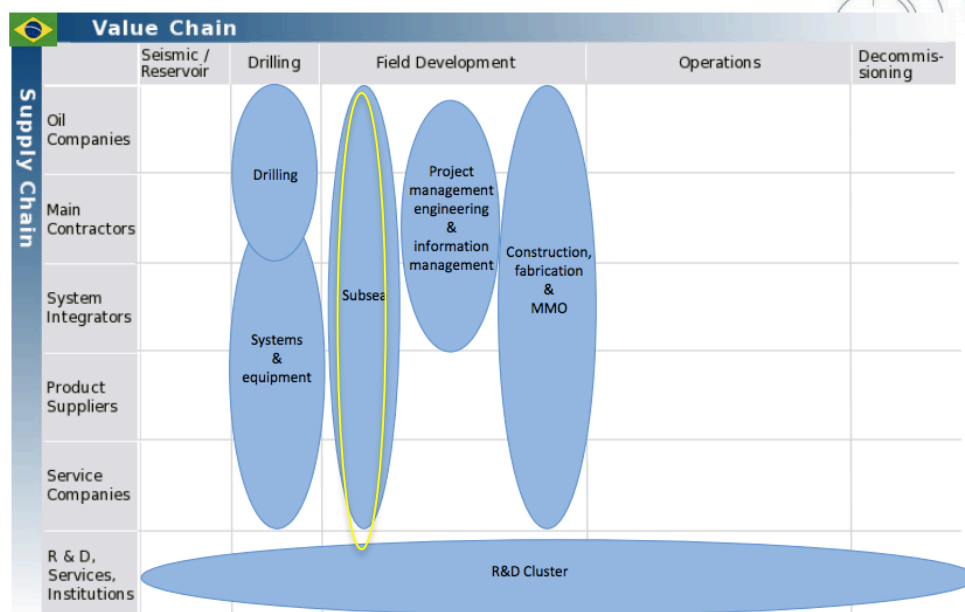 Value Chain
Supply Chain
Seismic /
Reservoir
Drilling
Field Development
Operations
Decommis-
sioning
Oil
Companies
Main
Contractors
System
Integrators
Product
Suppliers
Service
Companies
R & D,
Services,
Institutions
Drilling
Systems
&
equipment
Subsea
Project
management
engineering
&
information
management
Construction,
fabrication
&
MMO
R&D Cluster